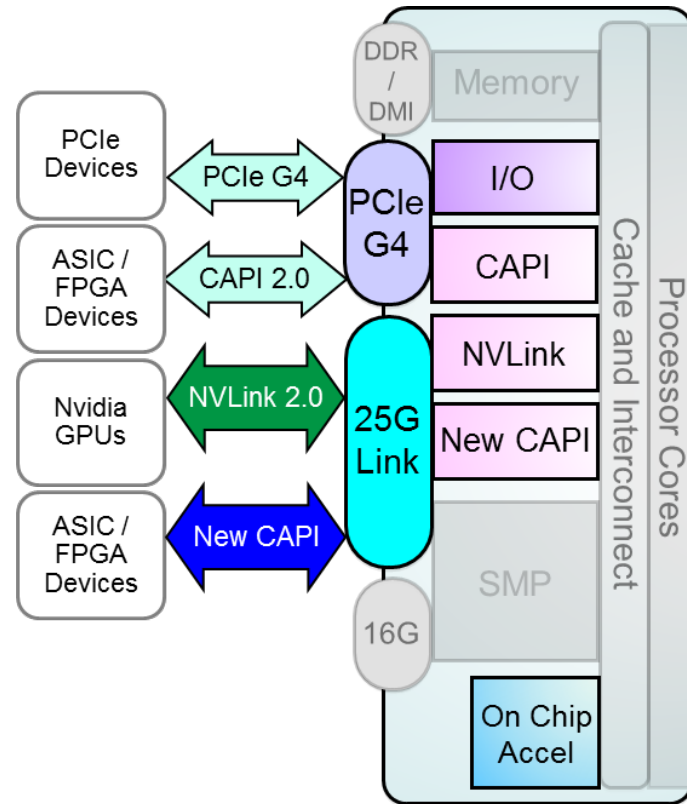 DDR
/
DMI
Memory
PCIe
Devices
PCIe G4
PCIe
G4
I/O
ASIC /
FPGA
Devices
CAPI 2.0
CAPI
Nvidia
GPUs
NVLink 2.0
25G
Link
NVLink
New CAPI
ASIC /
FPGA
Devices
New CAPI
16G
SMP
On Chip
Accel
Cache and Interconnect
Processor Cores